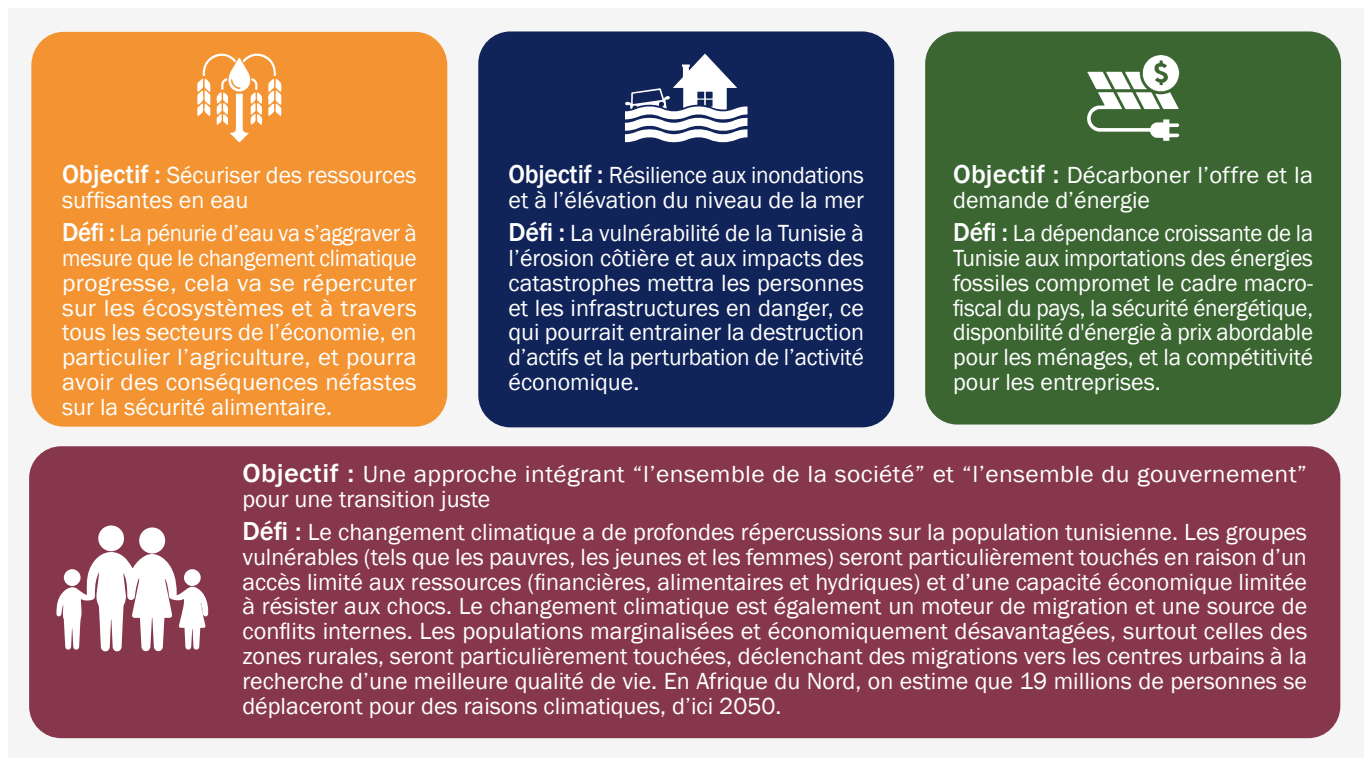 Objectif : Sécuriser des ressources
suffisantes en eau
Défi : La pénurie d’eau va s’aggraver à
mesure que le changement climatique
progresse, cela va se répercuter
sur les écosystèmes et à travers
tous les secteurs de l’économie, en
particulier l’agriculture, et pourra
avoir des conséquences néfastes
sur la sécurité alimentaire.
Objectif : Résilience aux inondations
et à l’élévation du niveau de la mer
Défi : La vulnérabilité de la Tunisie à
l’érosion côtière et aux impacts des
catastrophes mettra les personnes
et les infrastructures en danger, ce
qui pourrait entrainer la destruction
d’actifs et la perturbation de l’activité
économique.
$
Objectif : Décarboner l’offre et la
demande d’énergie
Défi : La dépendance croissante de la
Tunisie aux importations des énergies
fossiles compromet le cadre macro-
fiscal du pays, la sécurité énergétique,
disponbilité d'énergie à prix abordable
pour les ménages, et la compétitivité
pour les entreprises.
Objectif : Une approche intégrant “l’ensemble de la société” et “l’ensemble du gouvernement”
pour une transition juste
Défi : Le changement climatique a de profondes répercussions sur la population tunisienne. Les groupes
vulnérables (tels que les pauvres, les jeunes et les femmes) seront particulièrement touchés en raison d’un
accès limité aux ressources (financières, alimentaires et hydriques) et d’une capacité économique limitée
à résister aux chocs. Le changement climatique est également un moteur de migration et une source de
conflits internes. Les populations marginalisées et économiquement désavantagées, surtout celles des
zones rurales, seront particulièrement touchées, déclenchant des migrations vers les centres urbains à la
recherche d’une meilleure qualité de vie. En Afrique du Nord, on estime que 19 millions de personnes se
déplaceront pour des raisons climatiques, d’ici 2050.